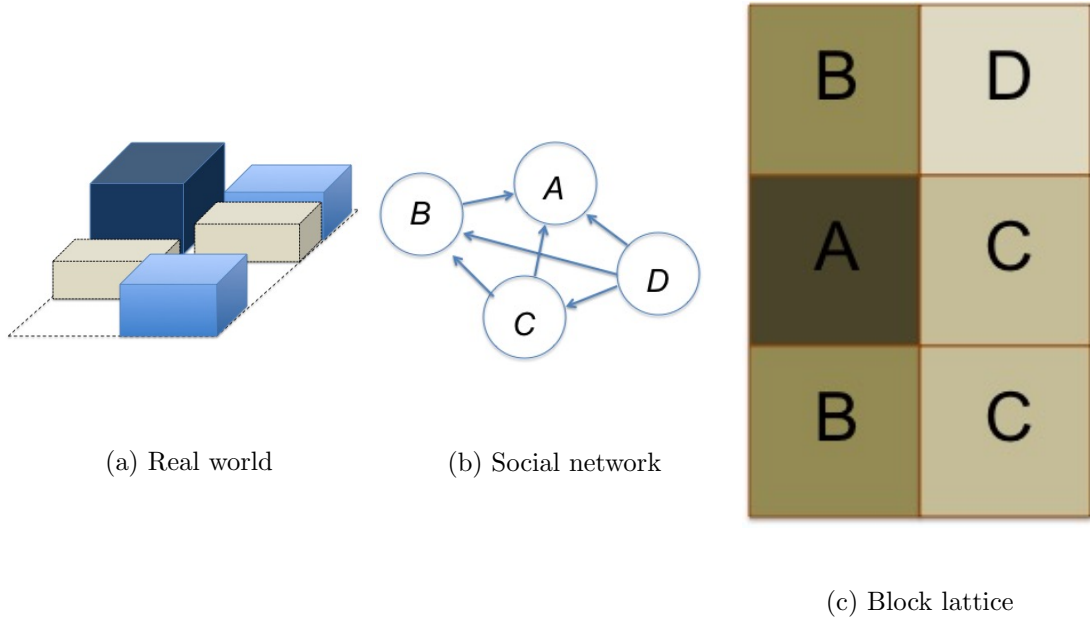 B
A
D
C
(a) Real world
(b) Social network
B D
A C
B C
(c) Block lattice